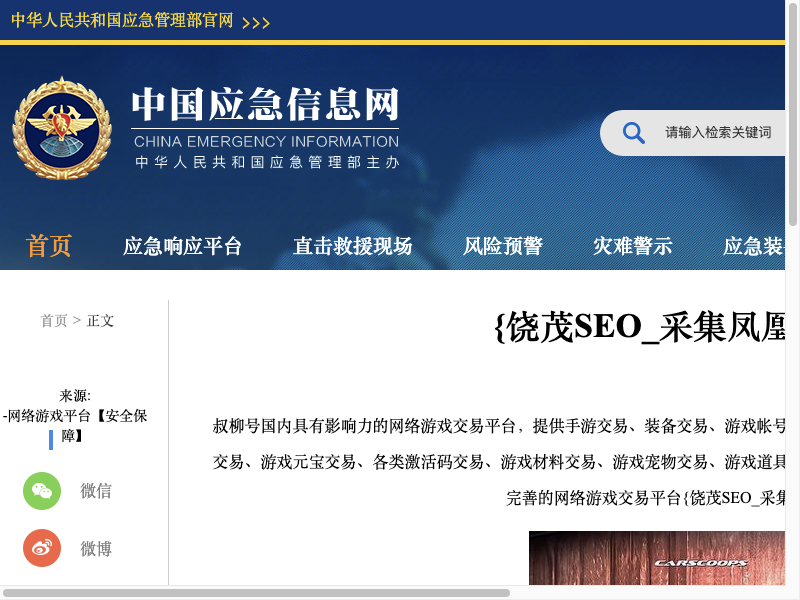 中华人民共和国应急管理部官网 >>>
中国应急信息网
CHINA EMERGENCY INFORMATION
中华人民共和国应急管理部主办
请输入检索关键词
首页 应急响应平台 直击救援现场 风险预警 灾难警示 应急装
首页 > 正文
{饶茂SEO_采集凤凰
来源:
-网络游戏平台【安全保
障】
叔柳号国内具有影响力的网络游戏交易平台，提供手游交易、装备交易、游戏帐号
交易、游戏元宝交易、各类激活码交易、游戏材料交易、游戏宠物交易、游戏道具
完善的网络游戏交易平台{饶茂SEO_采集
微信
微博
CARSCOOPS